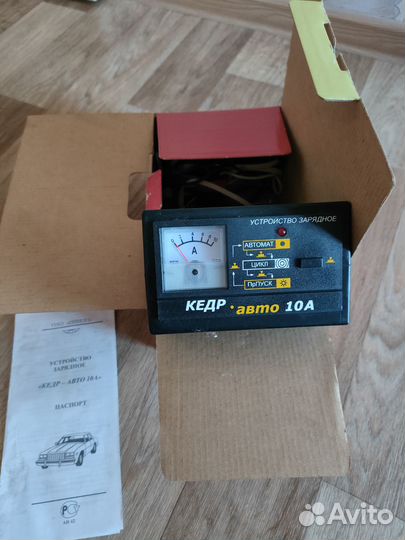 УСТРОЙСТВО ЗАРЯДНОЕ
АВТОМАТ
ЦИКЛ
ПрПУСК
A
КЕДР·авто 10А
УСТРОЙСТВО
ЗАРЯДНОЕ
«КЕДР – АВТО 10А»
ПАСПОРТ
Avito